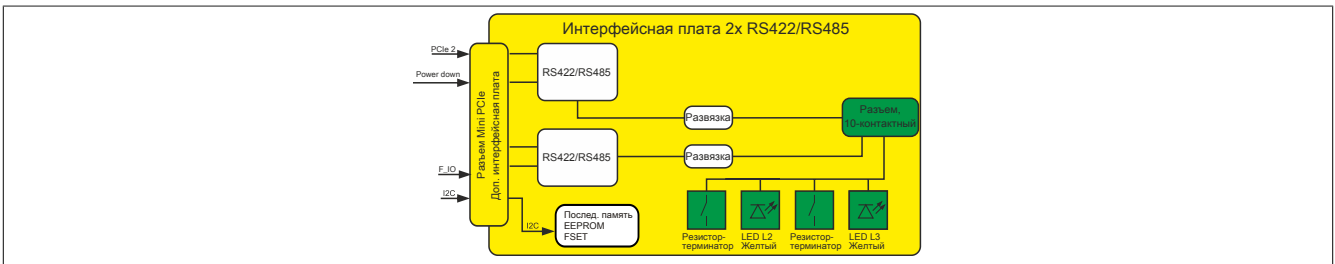 Интерфейсная плата 2x RS422/RS485
PCIe 2
Power down
F_IO
I2C
Разъем Mini PCIe
Доп. интерфейсная плата
RS422/RS485
Развязка
Разъем,
10-контактный
RS422/RS485
Развязка
I2C
Послед. память
EEPROM
FSET
Резистор-
терминатор
LED L2
Желтый
Резистор-
терминатор
LED L3
Желтый